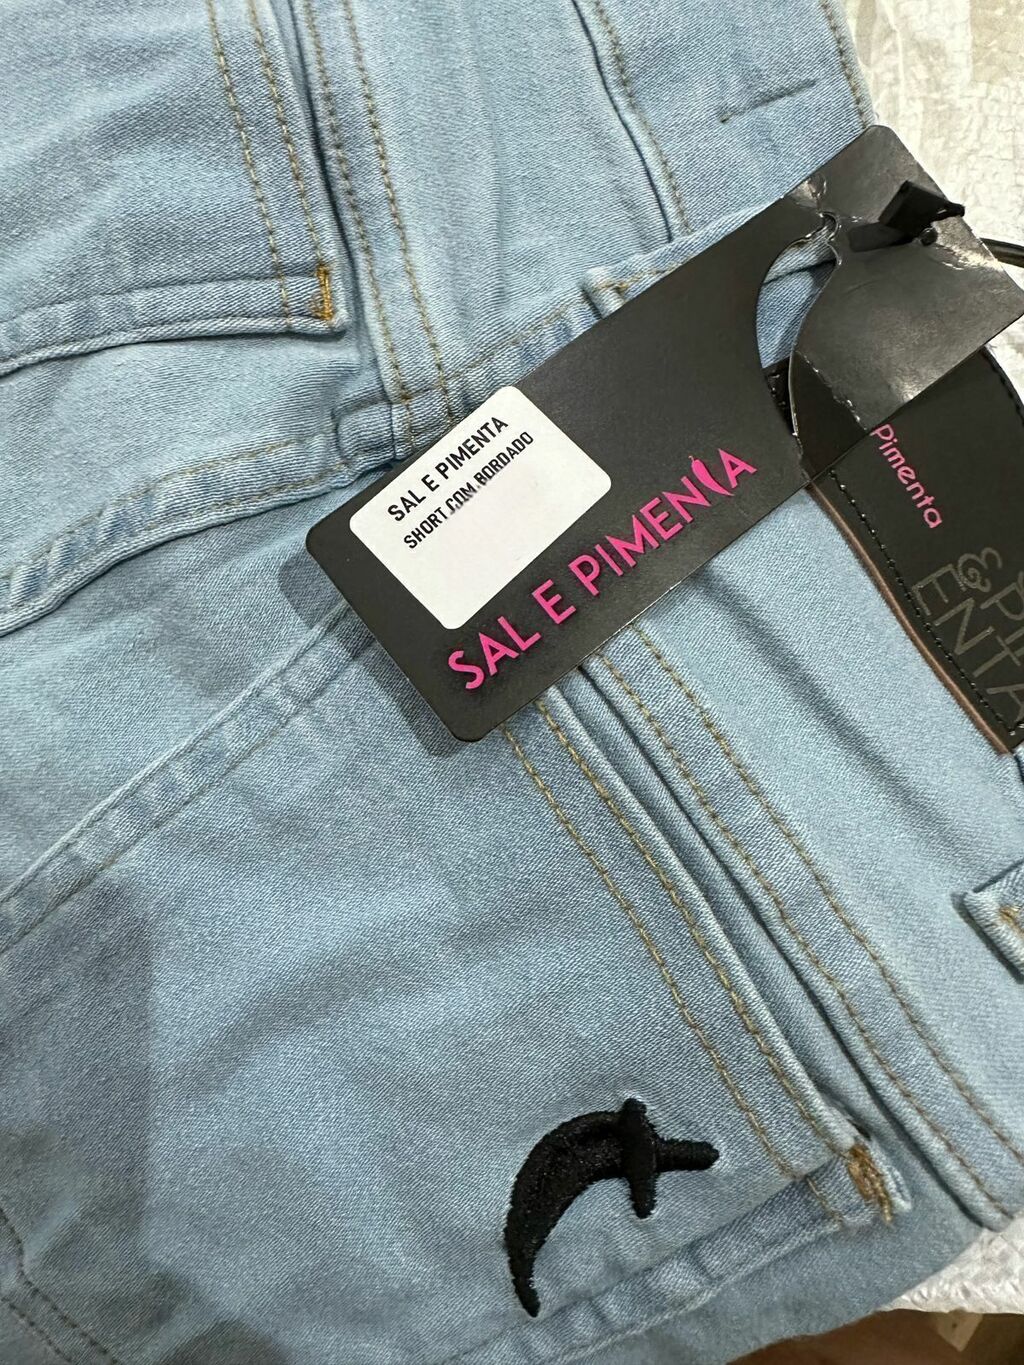 SAL E PIMENTA
SHORT COM BORDADO
SAL E PIMENTA
Pimenta
&